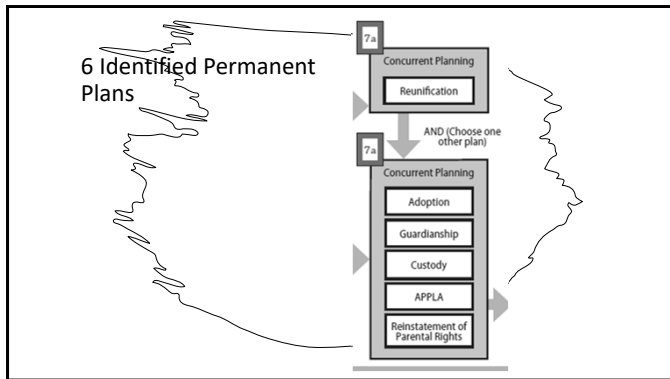 6 Identified Permanent
Plans
7a
Concurrent Planning
Reunification
AND (Choose one
other plan)
7a
Concurrent Planning
Adoption
Guardianship
Custody
APPLA
Reinstatement of
Parental Rights